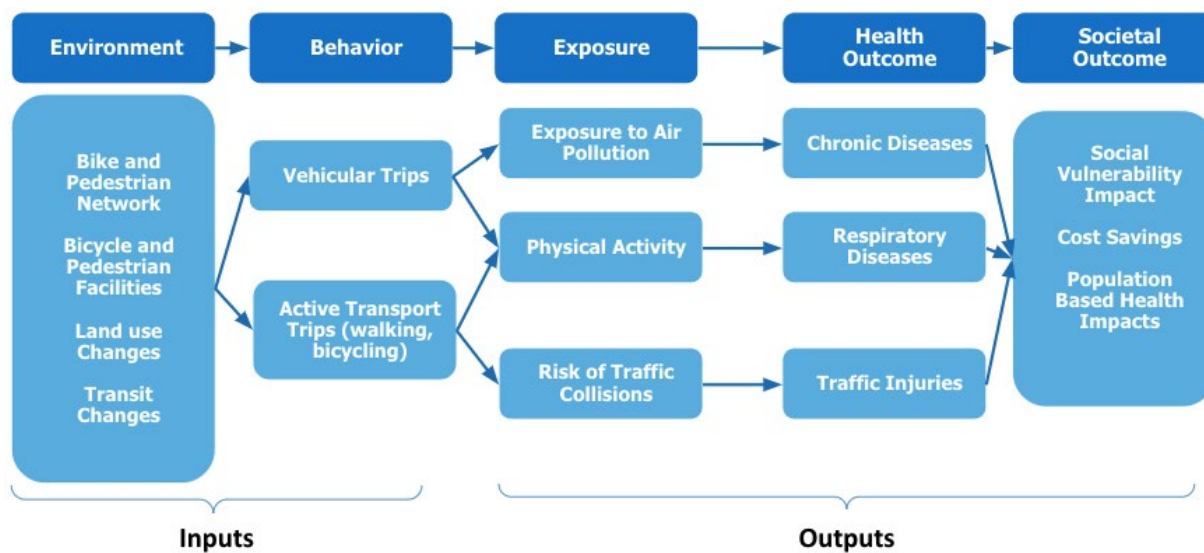 Environment
Behavior
Exposure
Health
Outcome
Societal
Outcome
Bike and
Pedestrian
Network
Bicycle and
Pedestrian
Facilities
Land use
Changes
Transit
Changes
Vehicular Trips
Active Transport
Trips (walking,
bicycling)
Exposure to Air
Pollution
Physical Activity
Risk of Traffic
Collisions
Chronic Diseases
Respiratory
Diseases
Traffic Injuries
Social
Vulnerability
Impact
Cost Savings
Population
Based Health
Impacts
Inputs
Outputs